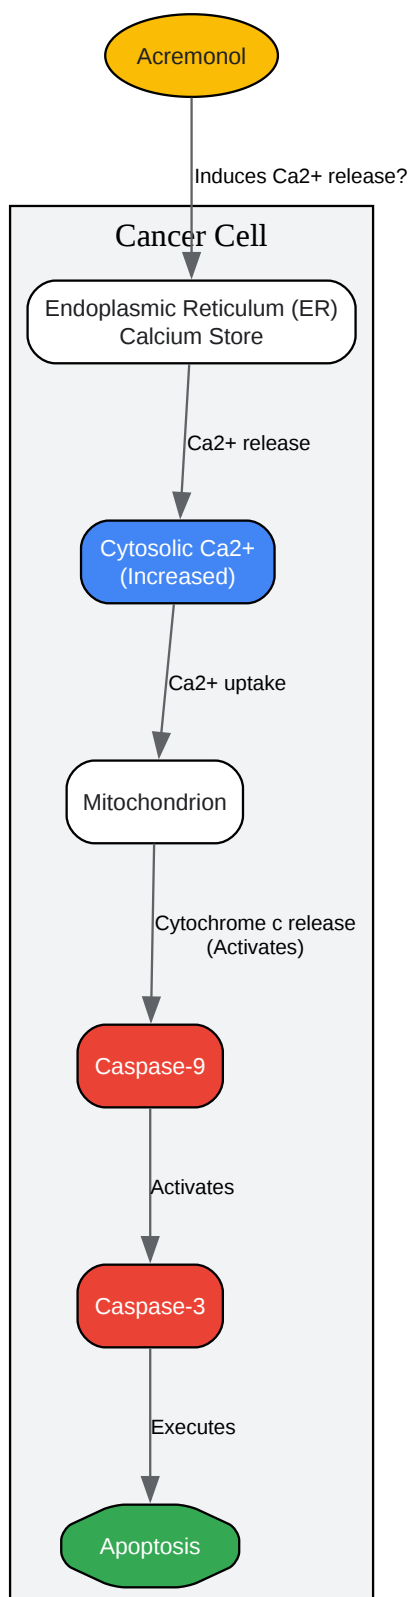 Acremonol
Induces Ca2+ release?
Cancer Cell
Endoplasmic Reticulum (ER)
Calcium Store
Ca2+ release
Cytosolic Ca2+
(Increased)
Ca2+ uptake
Mitochondrion
Cytochrome c release
(Activates)
Caspase-9
Activates
Caspase-3
Executes
Apoptosis